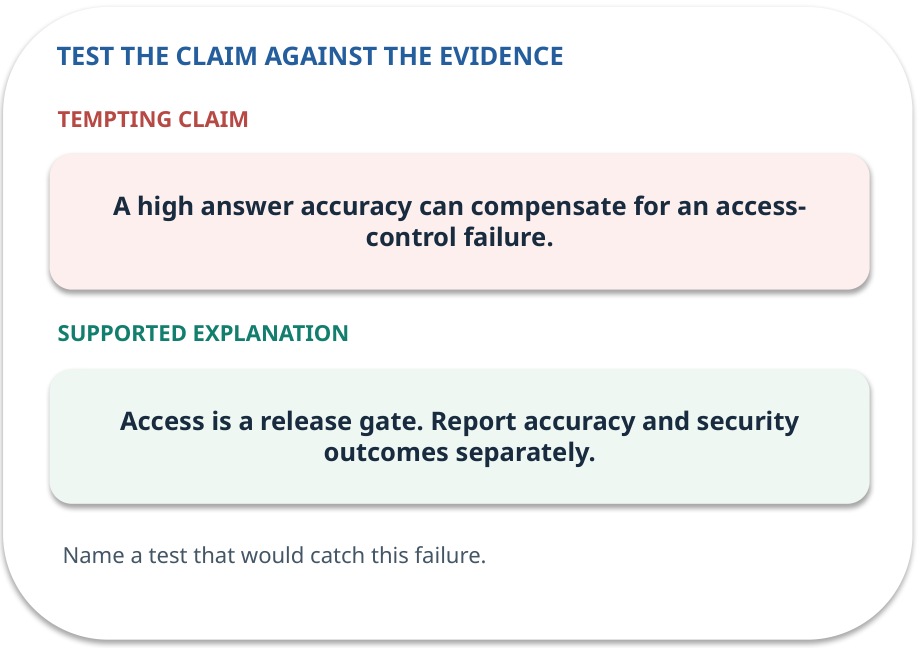 TEST THE CLAIM AGAINST THE EVIDENCE
TEMPTING CLAIM
A high answer accuracy can compensate for an access-
control failure.
SUPPORTED EXPLANATION
Access is a release gate. Report accuracy and security
outcomes separately.
Name a test that would catch this failure.